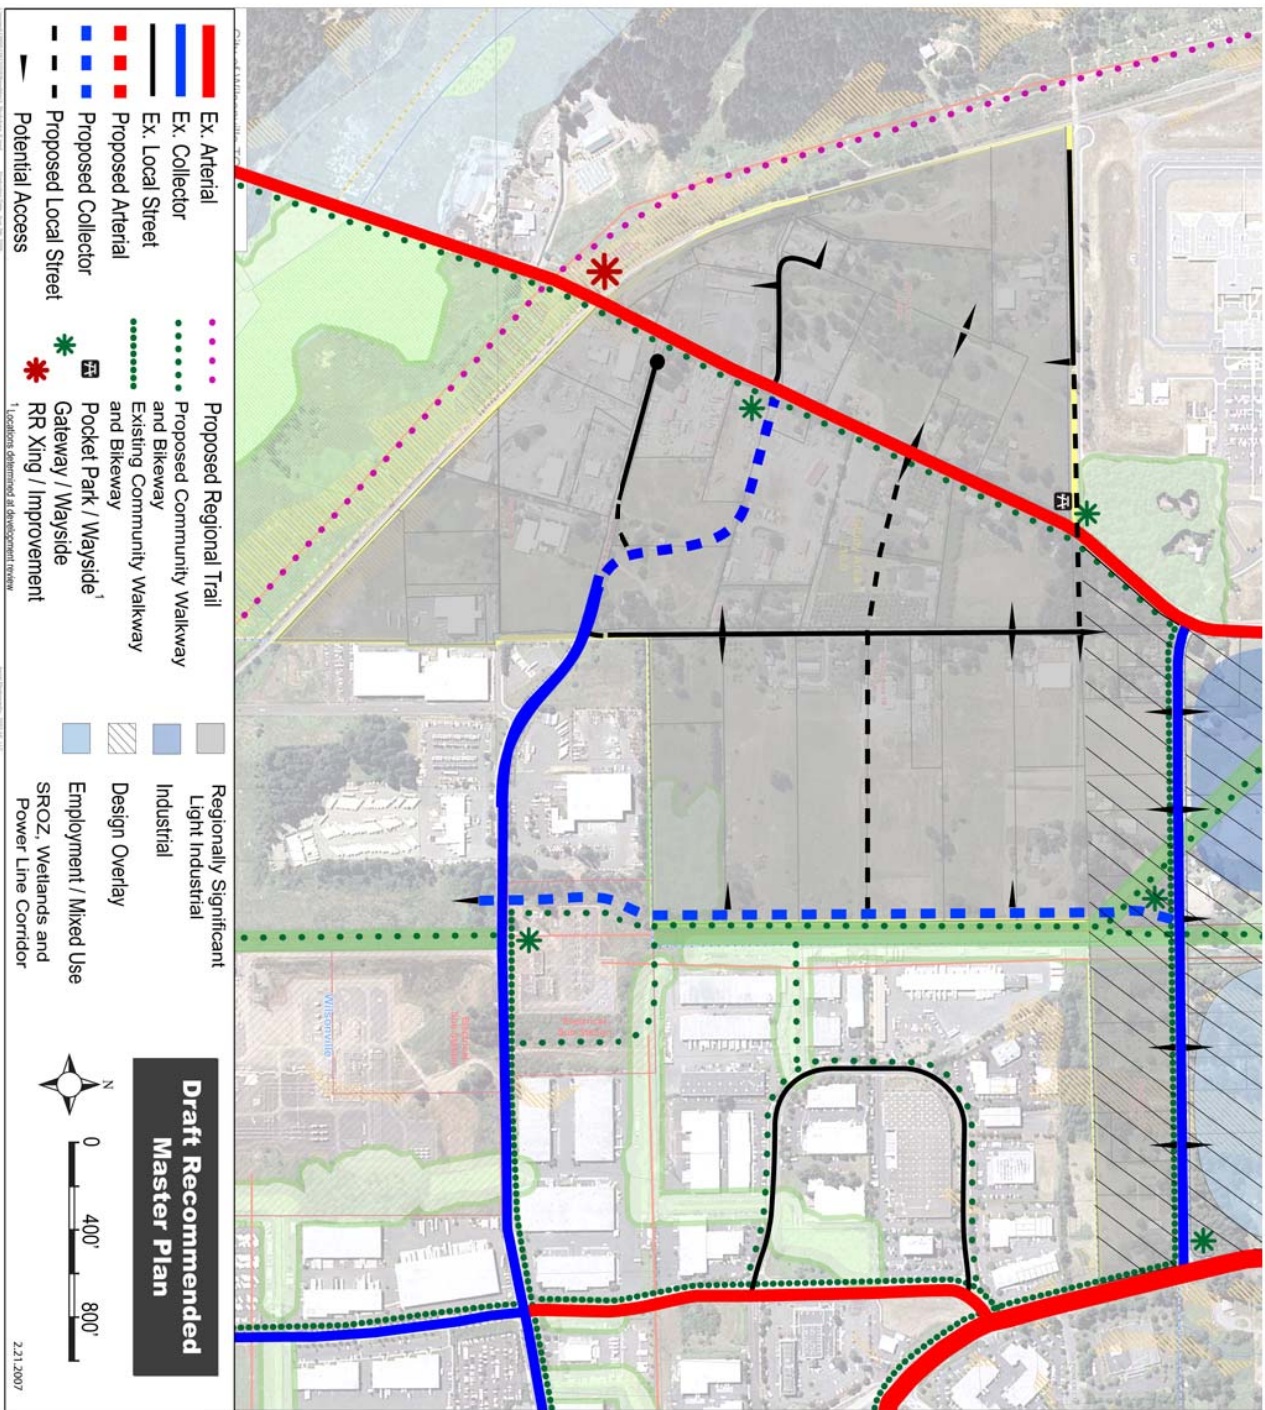 Ex. Arterial
Ex. Collector
Ex. Local Street
Proposed Arterial
Proposed Collector
Proposed Local Street
Potential Access
Proposed Regional Trail
Proposed Community Walkway
and Bikeway
Existing Community Walkway
and Bikeway
Pocket Park / Wayside¹
Gateway / Wayside
RR Xing / Improvement
¹ Locations determined at development review
Regionally Significant
Light Industrial
Industrial
Design Overlay
Employment / Mixed Use
SROZ, Wetlands and
Power Line Corridor
N
0 400' 800'
Draft Recommended
Master Plan
2.21.2007
Wilsonville